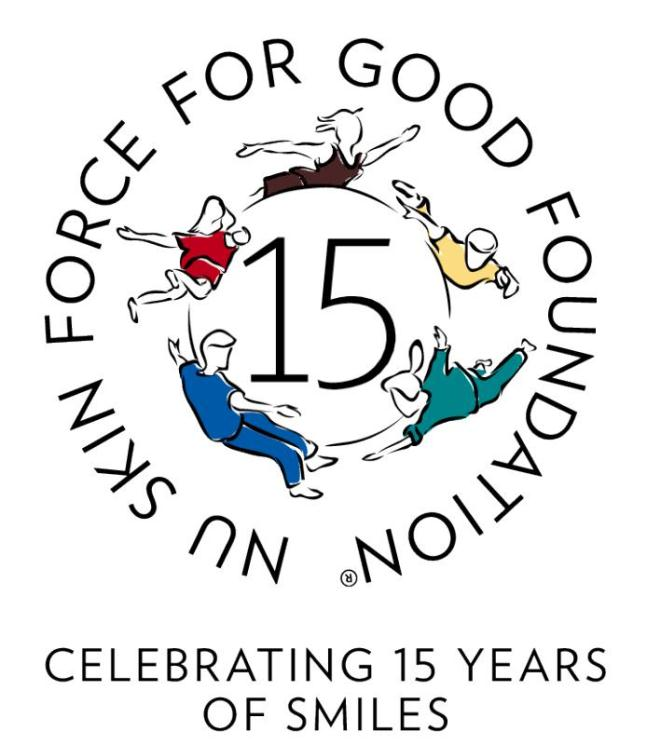 NU SKIN FORCE FOR GOOD FOUNDATION®
15
CELEBRATING 15 YEARS
OF SMILES